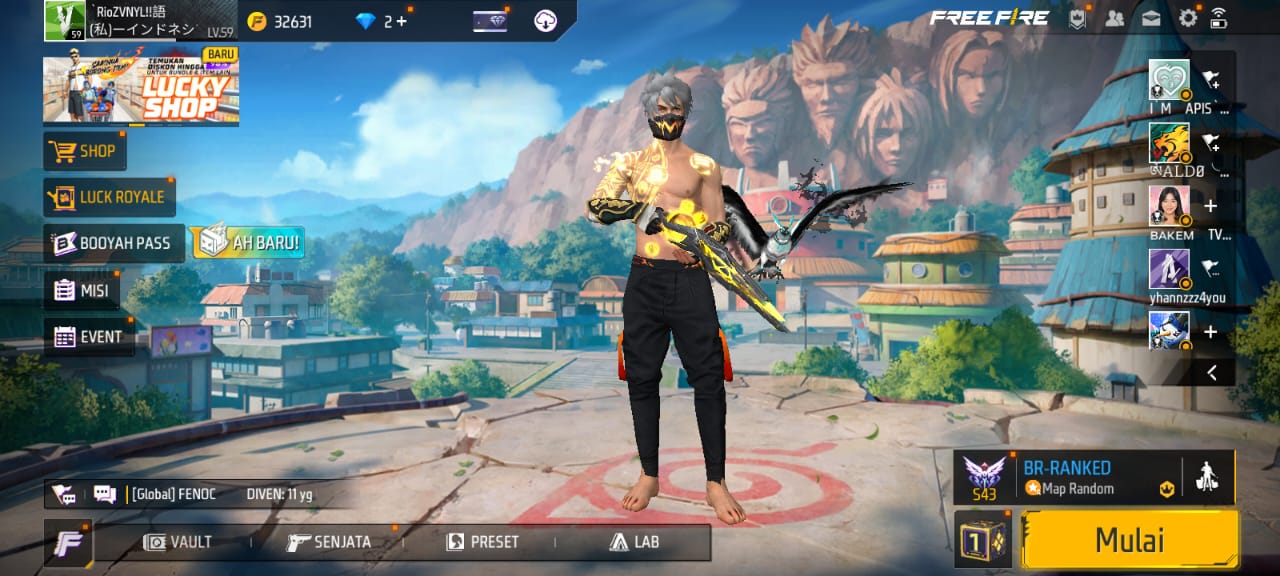 `RioZVNYL!!語
(私)ーインドネシ LV.59
59
32631
2 +
FREE FIRE
BARU
TEMUKAN
DISKON HINGGA
UNTUK BUNDLE & ITEM LAIN
LUCKY
SHOP
SHOP
LUCK ROYALE
BOOYAH PASS
AH BARU!
MISI
EVENT
I M APIS`...
BAKEM TV...
yhannzzz4you
[Global] FENOC DIVEN: 11 yg
VAULT
SENJATA
PRESET
LAB
S43
BR-RANKED
Map Random
1
Mulai